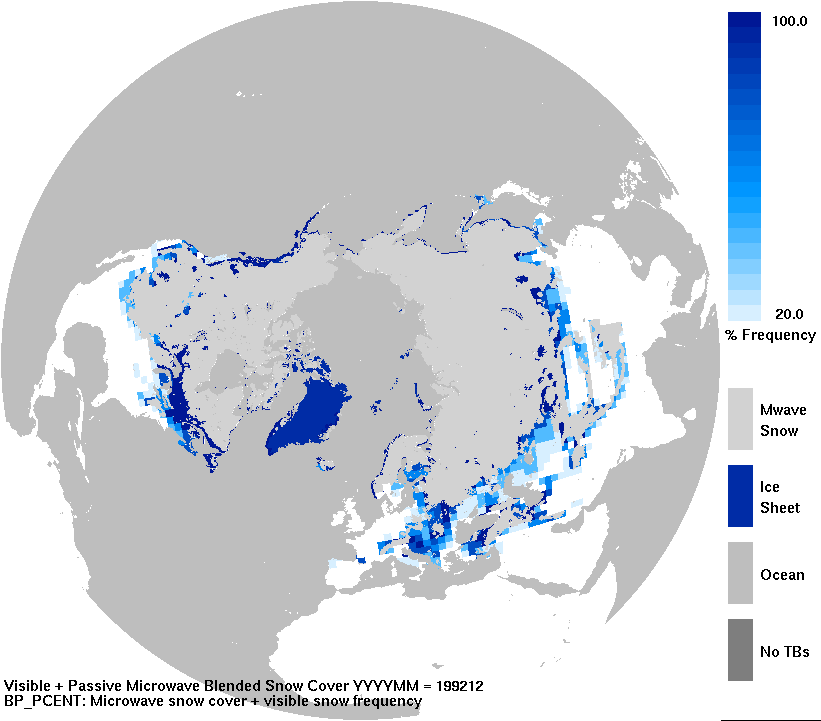 100.0
20.0
% Frequency
Mwave
Snow
Ice
Sheet
Ocean
No TBs
Visible + Passive Microwave Blended Snow Cover YYYYMM = 199212
BP_PCENT: Microwave snow cover + visible snow frequency